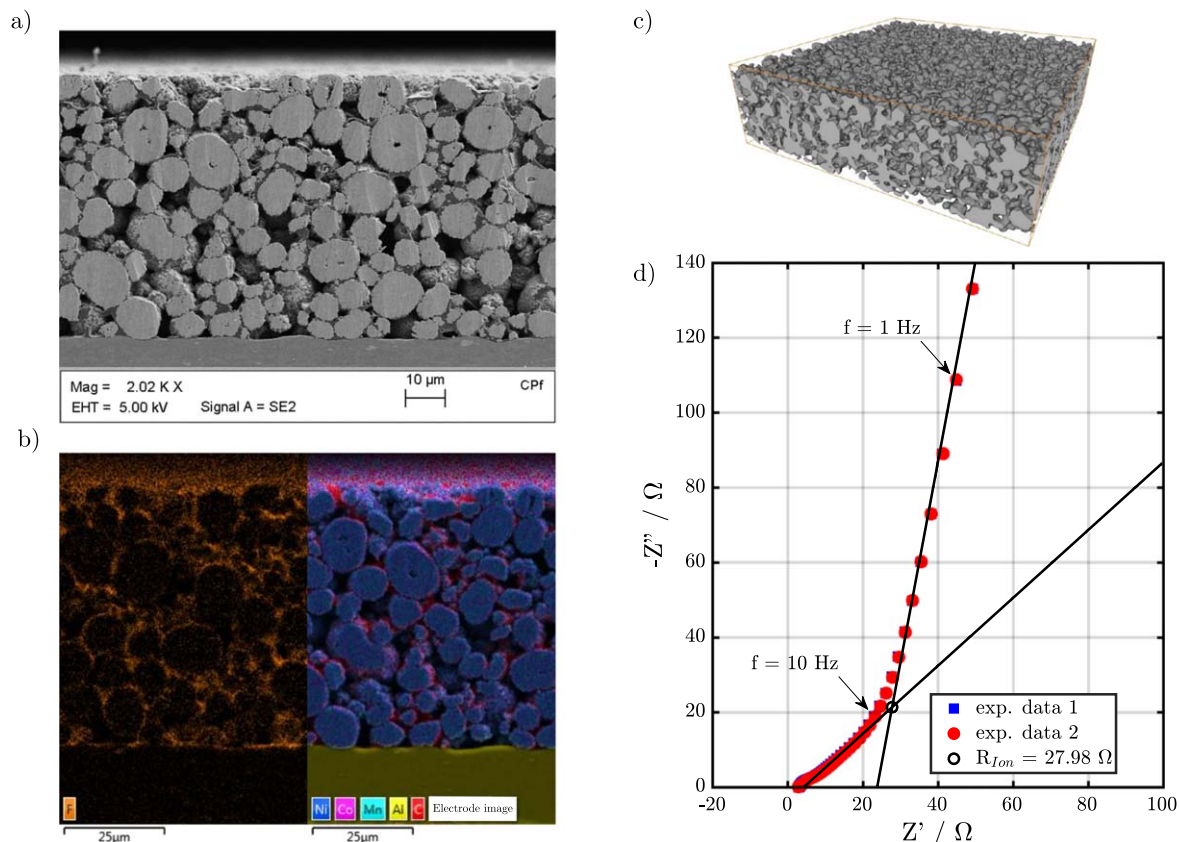 a)
10 µm
Mag = 2.02 K X
CPf
EHT = 5.00 kV Signal A = SE2
b)
F
Ni Co Mn Al C Electrode image
25µm 25µm
c)
d)
140
120
100
80
60
40
20
0
-Z'' / Ω
f = 1 Hz
f = 10 Hz
exp. data 1
exp. data 2
R_Ion = 27.98 Ω
-20 0 20 40 60 80 100
Z' / Ω